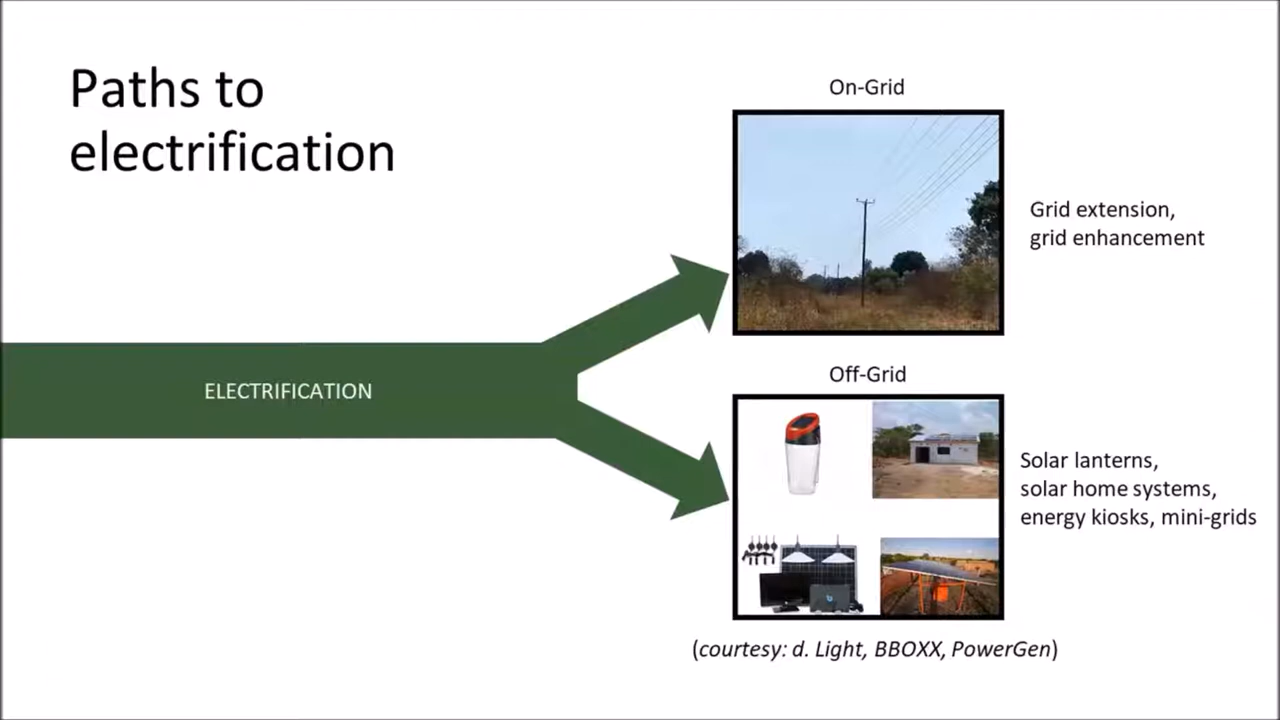 Paths to
electrification
ELECTRIFICATION
On-Grid
Grid extension,
grid enhancement
Off-Grid
Solar lanterns,
solar home systems,
energy kiosks, mini-grids
(courtesy: d. Light, BBOXX, PowerGen)